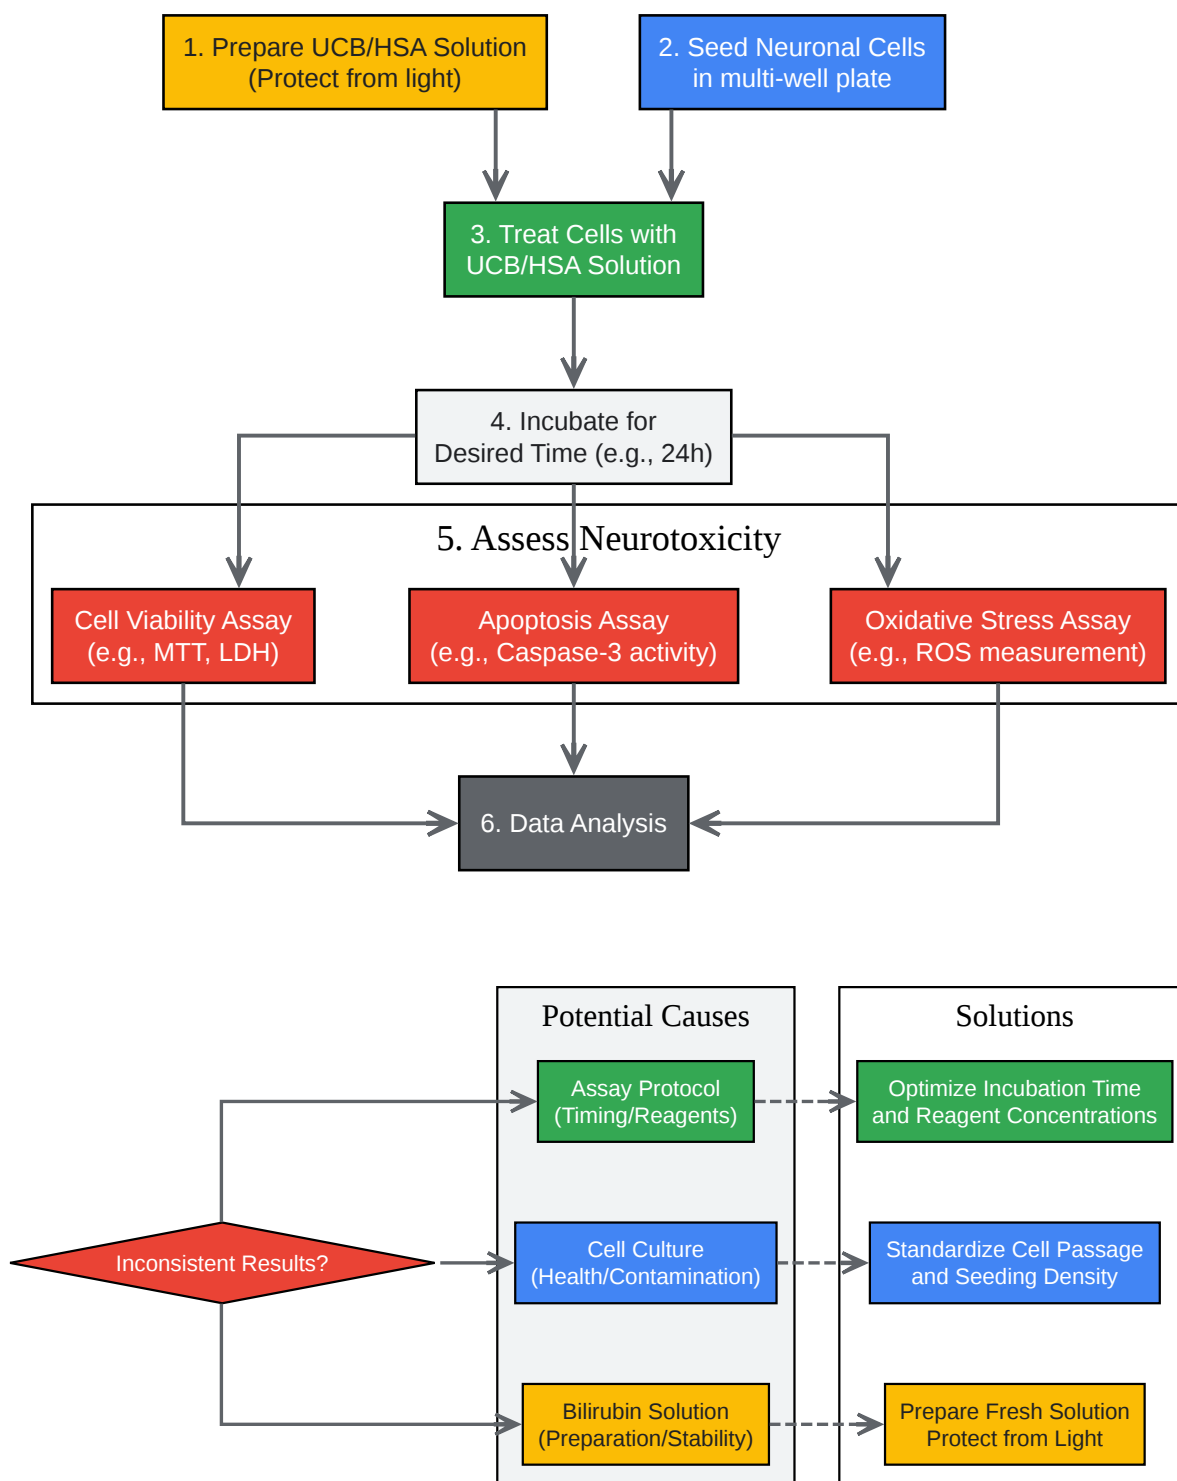 1. Prepare UCB/HSA Solution
(Protect from light)
2. Seed Neuronal Cells
in multi-well plate
3. Treat Cells with
UCB/HSA Solution
4. Incubate for
Desired Time (e.g., 24h)
5. Assess Neurotoxicity
Cell Viability Assay
(e.g., MTT, LDH)
Apoptosis Assay
(e.g., Caspase-3 activity)
Oxidative Stress Assay
(e.g., ROS measurement)
6. Data Analysis
Potential Causes
Solutions
Assay Protocol
(Timing/Reagents)
Optimize Incubation Time
and Reagent Concentrations
Inconsistent Results?
Cell Culture
(Health/Contamination)
Standardize Cell Passage
and Seeding Density
Bilirubin Solution
(Preparation/Stability)
Prepare Fresh Solution
Protect from Light